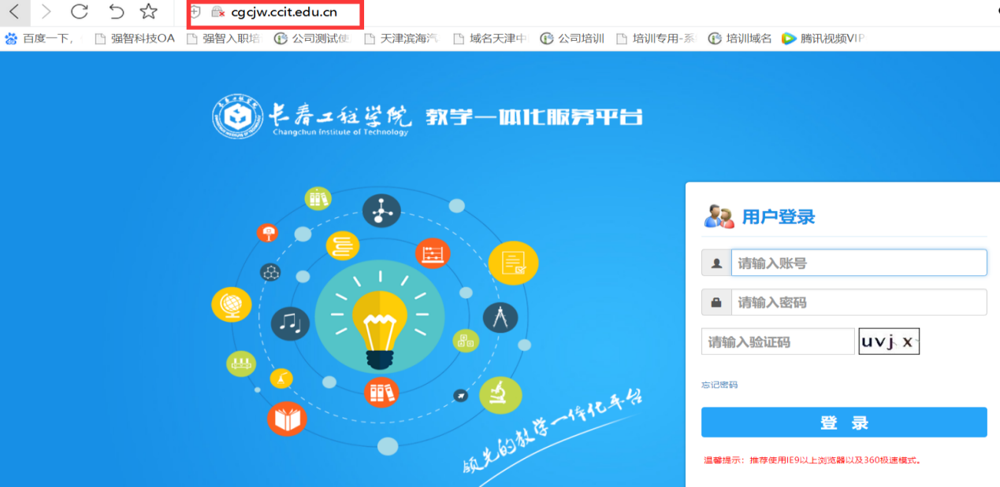 cgcjw.ccit.edu.cn
百度一下, 强智科技OA 强智入职培 公司测试使 天津滨海汽 域名天津中 公司培训 培训专用-系 培训域名 腾讯视频VIP
长春工程学院 教学一体化服务平台
Changchun Institute of Technology
用户登录
请输入账号
请输入密码
请输入验证码 uvjx
忘记密码
登 录
领先的教学一体化平台
温馨提示：推荐使用IE9以上浏览器以及360极速模式。